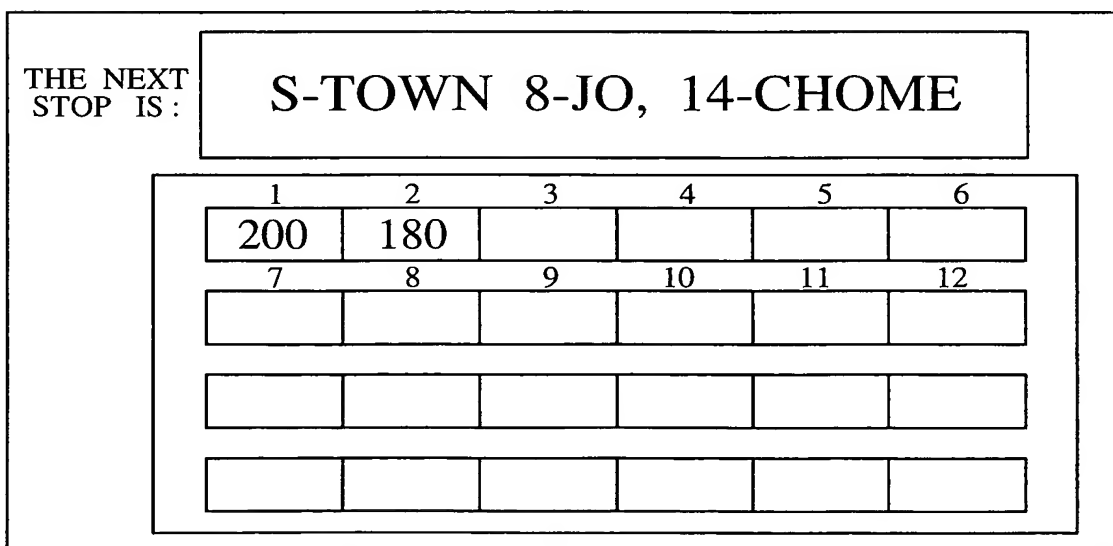 THE NEXT
STOP IS :
S-TOWN 8-JO, 14-CHOME
1 2 3 4 5 6
200 180
7 8 9 10 11 12